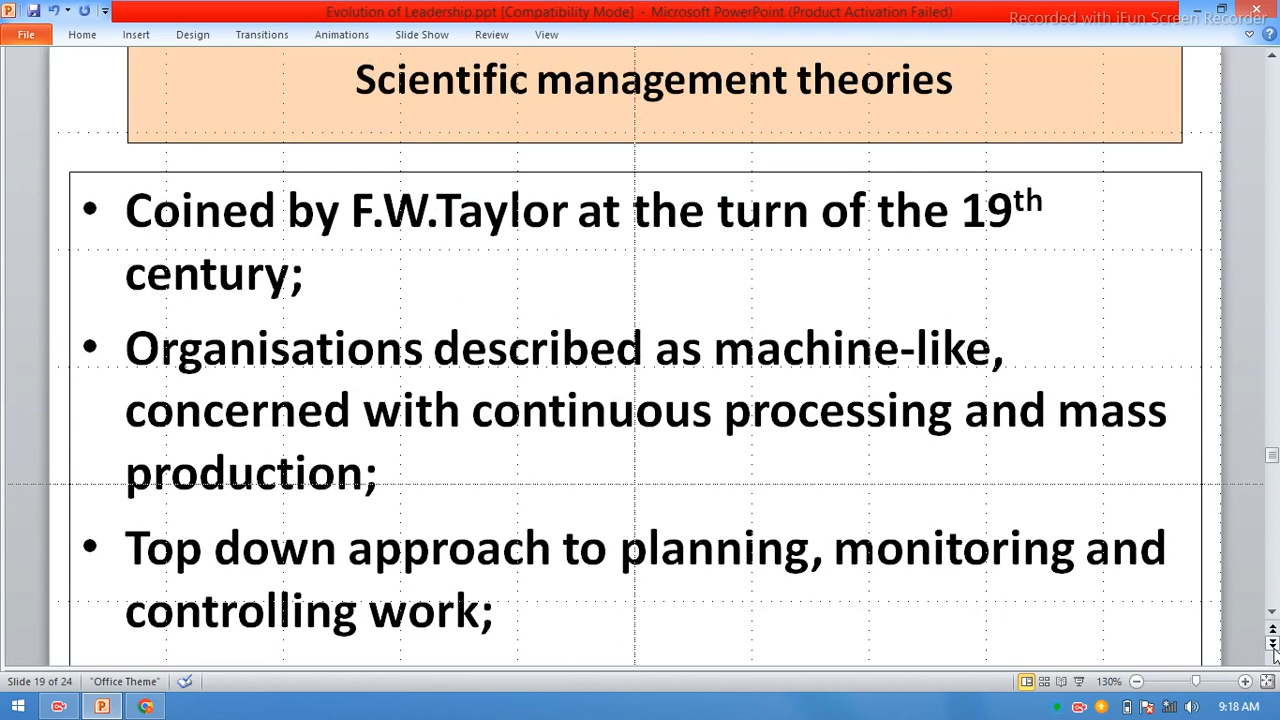 Evolution of Leadership.ppt [Compatibility Mode] - Microsoft PowerPoint (Product Activation Failed)
Recorded with iFun Screen Recorder
File Home Insert Design Transitions Animations Slide Show Review View
Scientific management theories
• Coined by F.W.Taylor at the turn of the 19th
century;
• Organisations described as machine-like,
concerned with continuous processing and mass
production;
• Top down approach to planning, monitoring and
controlling work;
Slide 19 of 24 "Office Theme" 130%
9:18 AM